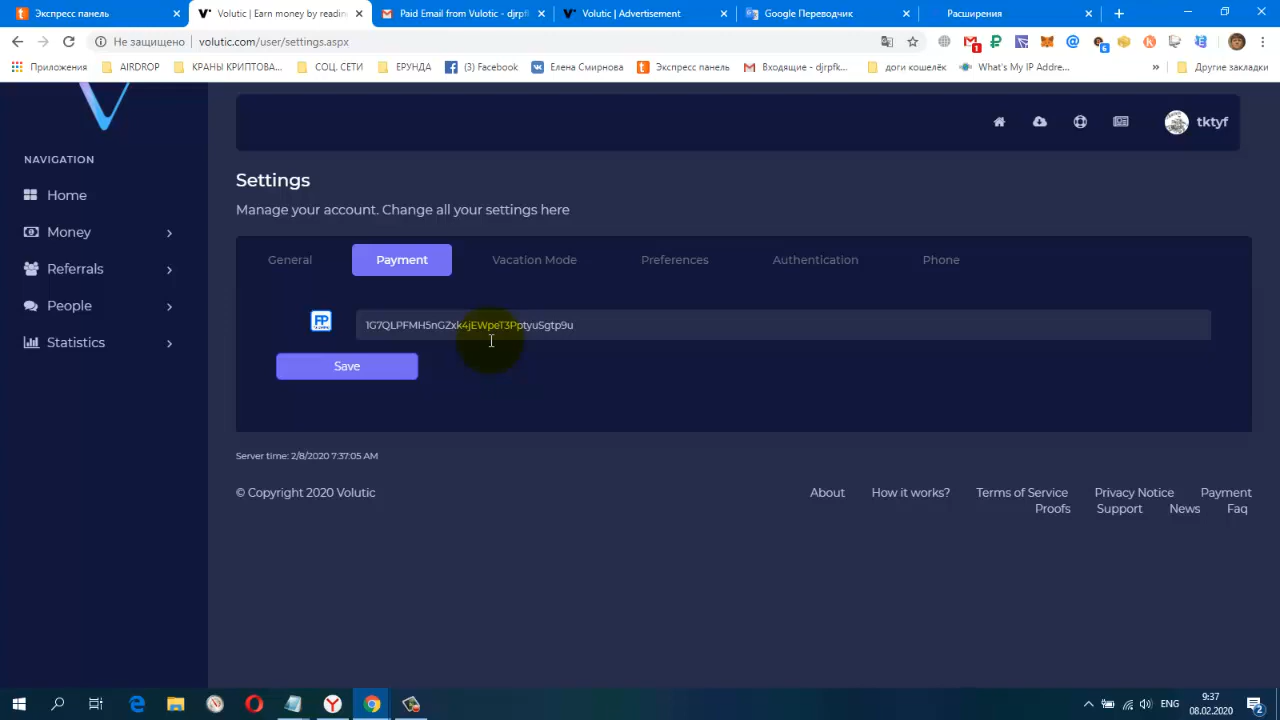 Экспресс панель
Volutic | Earn money by readin
Paid Email from Vulotic - djrpf
Volutic | Advertisement
Google Переводчик
Расширения
Не защищено
volutic.com/user/settings.aspx
Приложения
AIRDROP
КРАНЫ КРИПТОВА...
СОЦ. СЕТИ
ЕРУНДА
(3) Facebook
Елена Смирнова
Экспресс панель
Входящие - djrpfk...
доги кошелёк
What's My IP Addre...
»
Другие закладки
tktyf
NAVIGATION
Home
Money
Referrals
People
Statistics
Settings
Manage your account. Change all your settings here
General
Payment
Vacation Mode
Preferences
Authentication
Phone
FP
1G7QLPFMH5nGZxk4jEWpeT3PptyuSgtp9u
Save
Server time: 2/8/2020 7:37:05 AM
© Copyright 2020 Volutic
About
How it works?
Terms of Service
Privacy Notice
Payment
Proofs
Support
News
Faq
ENG
9:37
08.02.2020